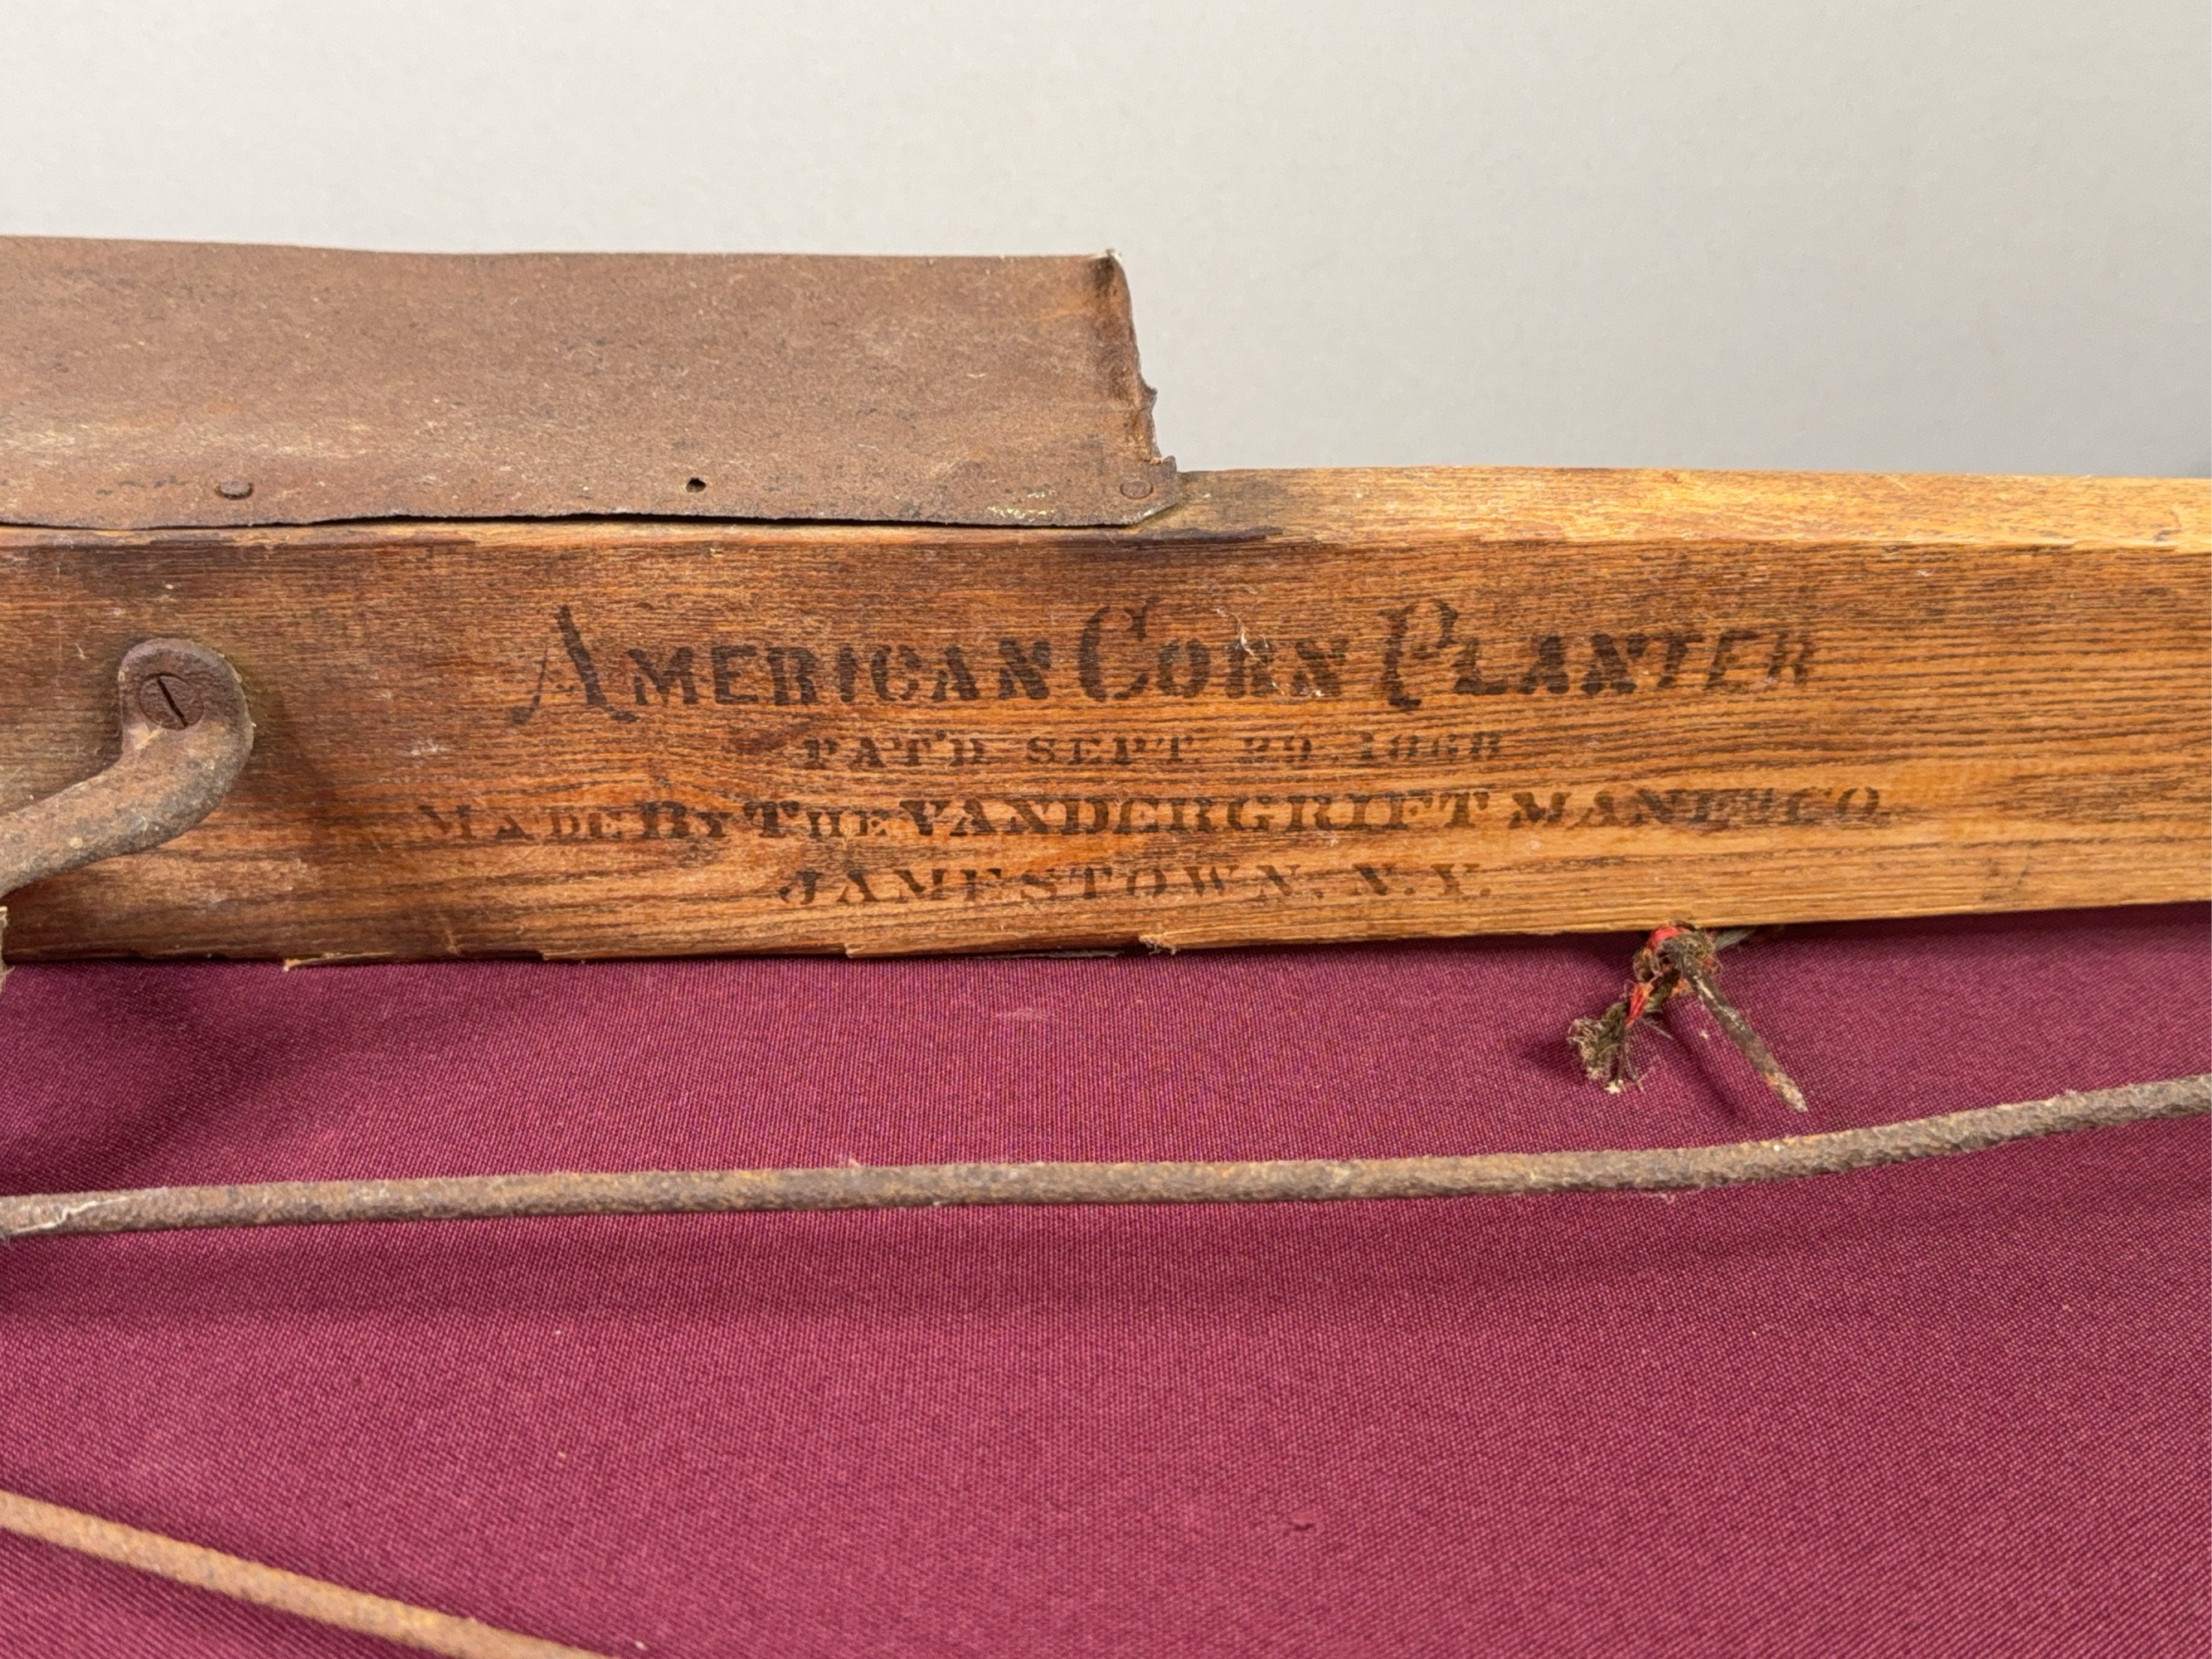 AMERICAN CORN PLANTER
PAT'D SEPT. 29. 1868
MADE BY THE VANDERGRIFT MANF'G CO.
JAMESTOWN. N. Y.